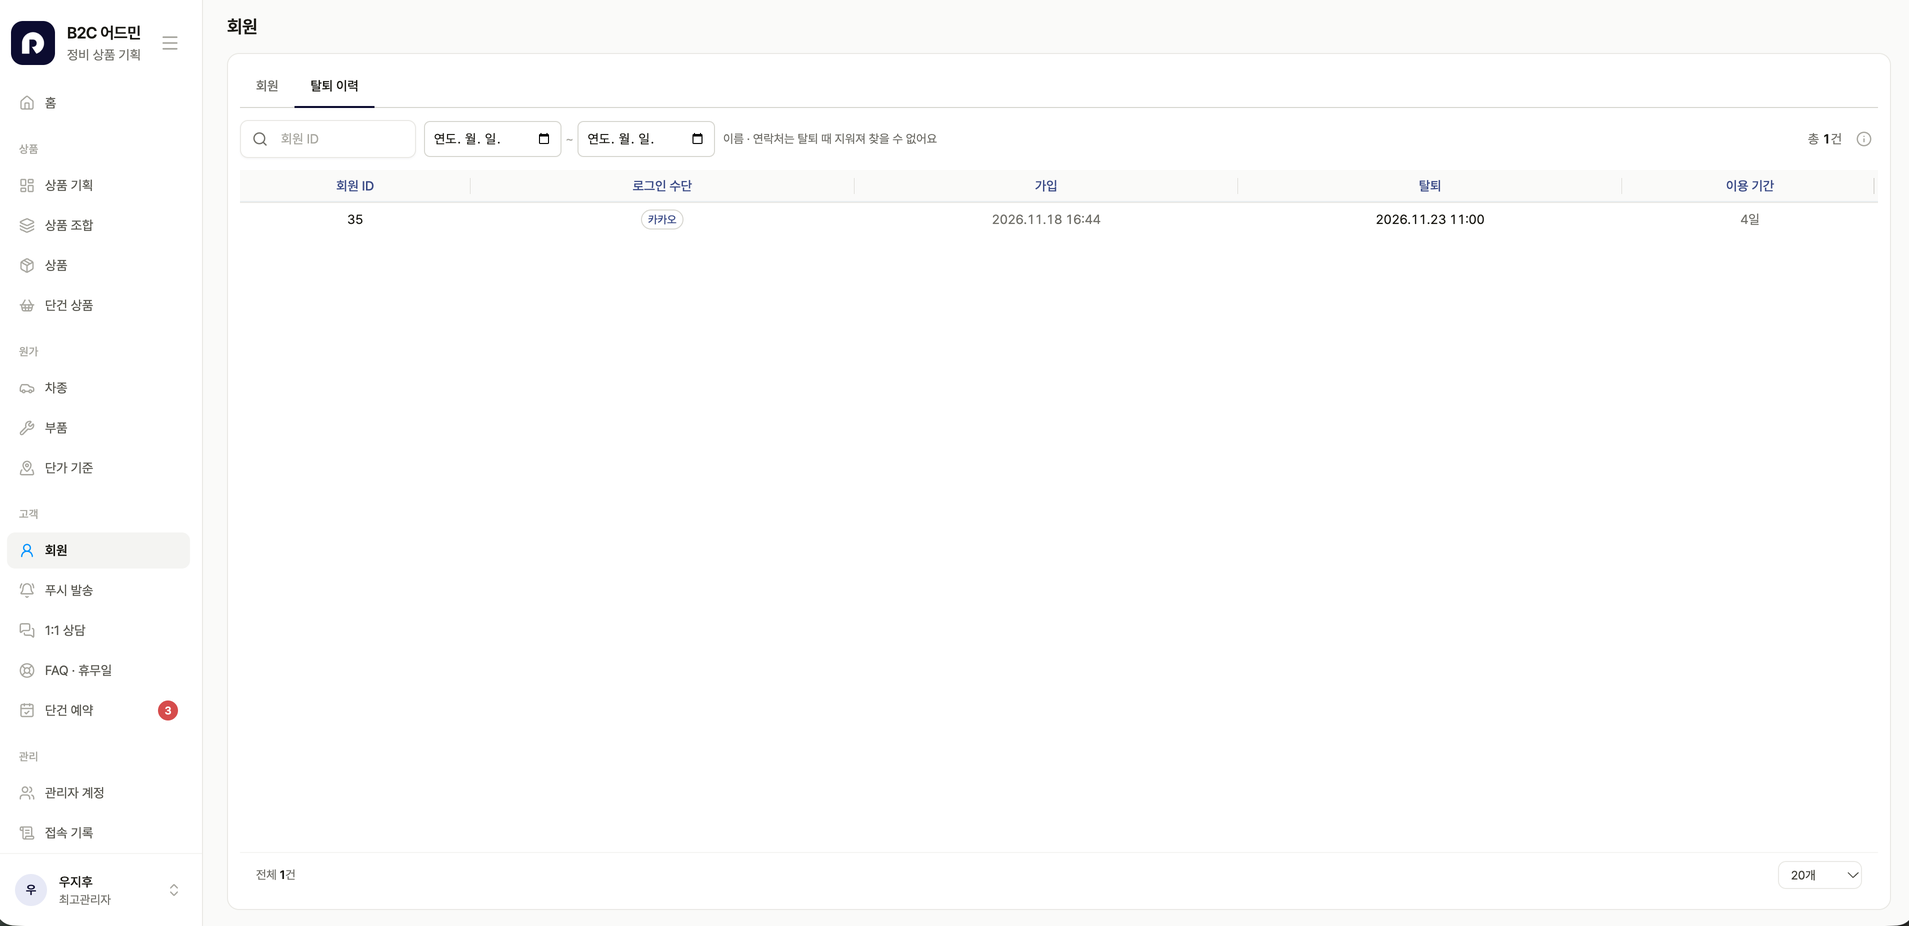 B2C 어드민
정비 상품 기획
홈
상품
상품 기획
상품 조합
상품
단건 상품
원가
차종
부품
단가 기준
고객
회원
푸시 발송
1:1 상담
FAQ · 휴무일
단건 예약 3
관리
관리자 계정
접속 기록
우 우지후
최고관리자
회원
회원 탈퇴 이력
회원 ID 연도. 월. 일. ~ 연도. 월. 일. 이름 · 연락처는 탈퇴 때 지워져 찾을 수 없어요 총 1건
회원 ID 로그인 수단 가입 탈퇴 이용 기간
35 카카오 2026.11.18 16:44 2026.11.23 11:00 4일
전체 1건 20개